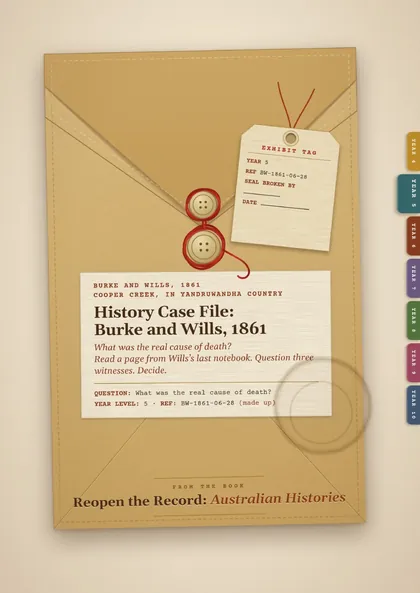 EXHIBIT TAG
YEAR 5
REF BW-1861-06-28
SEAL BROKEN BY
DATE
BURKE AND WILLS, 1861
COOPER CREEK, IN YANDRUWANDHA COUNTRY
History Case File:
Burke and Wills, 1861
What was the real cause of death?
Read a page from Wills's last notebook. Question three
witnesses. Decide.
QUESTION: What was the real cause of death?
YEAR LEVEL: 5 · REF: BW-1861-06-28 (made up)
FROM THE BOOK
Reopen the Record: Australian Histories
YEAR 4
YEAR 5
YEAR 6
YEAR 7
YEAR 8
YEAR 9
YEAR 10